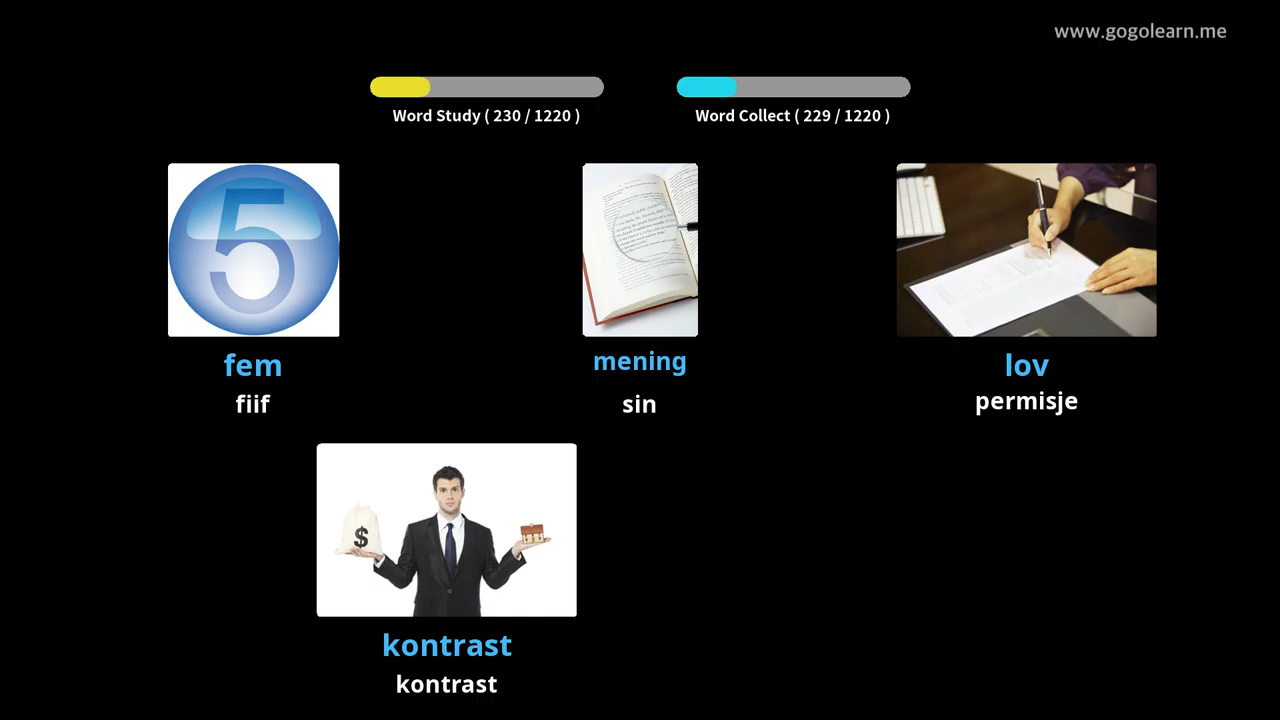 www.gogolearn.me
Word Study ( 230 / 1220 )
Word Collect ( 229 / 1220 )
5
fem
fiif
mening
sin
lov
permisje
$
kontrast
kontrast